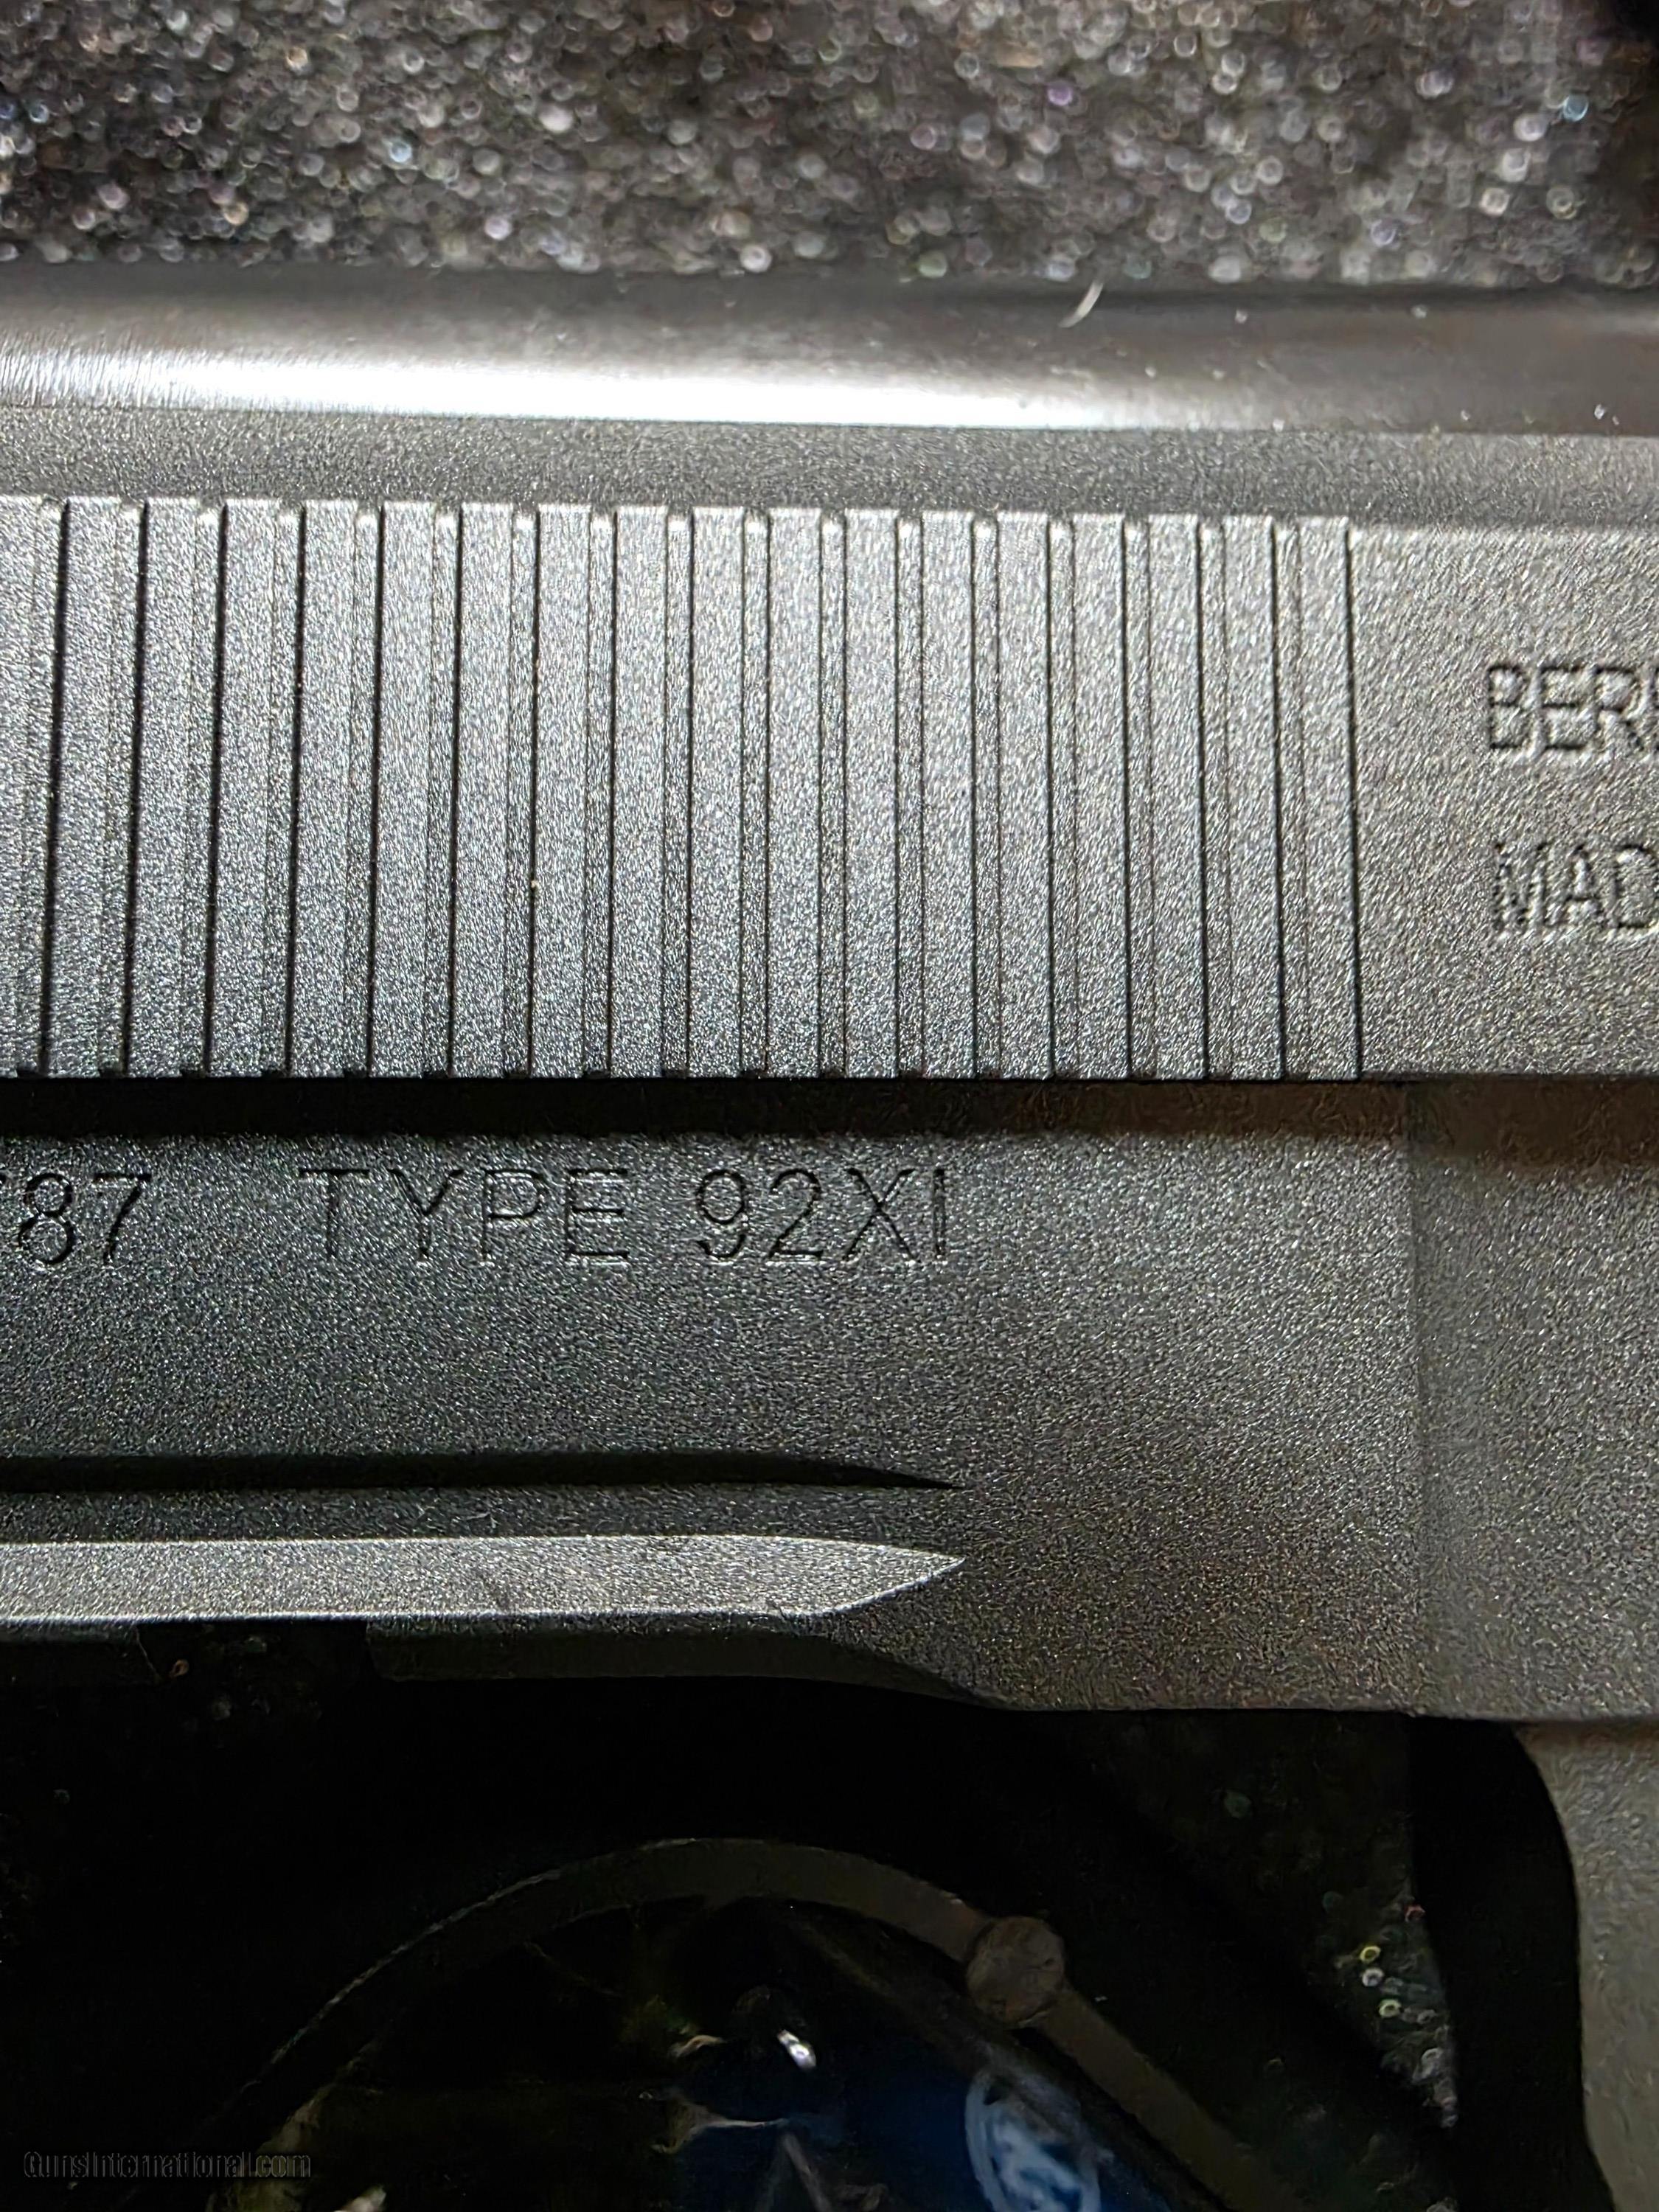 BER
MAD
87 TYPE 92XI
GunsInternational.com